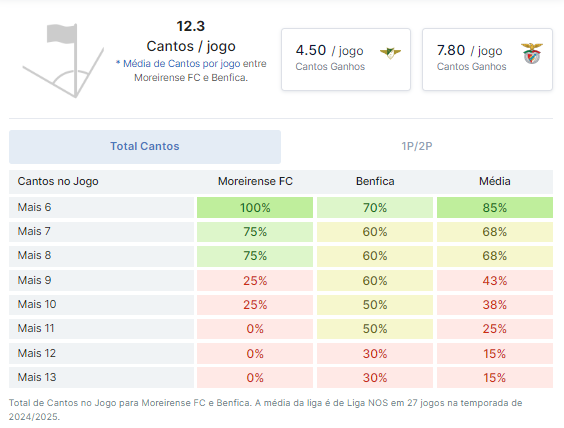 12.3
Cantos / jogo
* Média de Cantos por jogo entre
Moreirense FC e Benfica.
4.50 / jogo
Cantos Ganhos
7.80 / jogo
Cantos Ganhos
Total Cantos
1P/2P
Cantos no Jogo Moreirense FC Benfica Média
Mais 6 100% 70% 85%
Mais 7 75% 60% 68%
Mais 8 75% 60% 68%
Mais 9 25% 60% 43%
Mais 10 25% 50% 38%
Mais 11 0% 50% 25%
Mais 12 0% 30% 15%
Mais 13 0% 30% 15%
Total de Cantos no Jogo para Moreirense FC e Benfica. A média da liga é de Liga NOS em 27 jogos na temporada de
2024/2025.